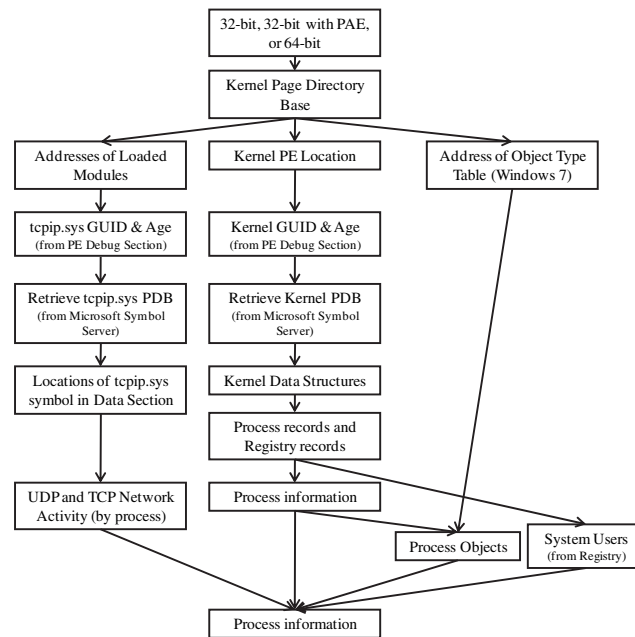 32-bit, 32-bit with PAE,
or 64-bit
Kernel Page Directory
Base
Addresses of Loaded
Modules
Kernel PE Location
Address of Object Type
Table (Windows 7)
tcpip.sys GUID & Age
(from PE Debug Section)
Kernel GUID & Age
(from PE Debug Section)
Retrieve tcpip.sys PDB
(from Microsoft Symbol
Server)
Retrieve Kernel PDB
(from Microsoft Symbol
Server)
Locations of tcpip.sys
symbol in Data Section
Kernel Data Structures
Process records and
Registry records
UDP and TCP Network
Activity (by process)
Process information
Process Objects
System Users
(from Registry)
Process information